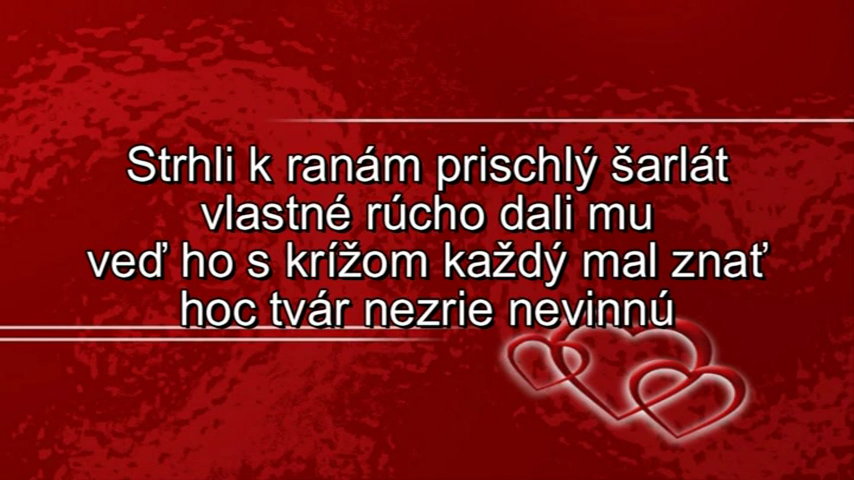 Strhli k ranám prischlý šarlát
vlastné rúcho dali mu
veď ho s krížom každý mal znať
hoc tvár nezrie nevinnú